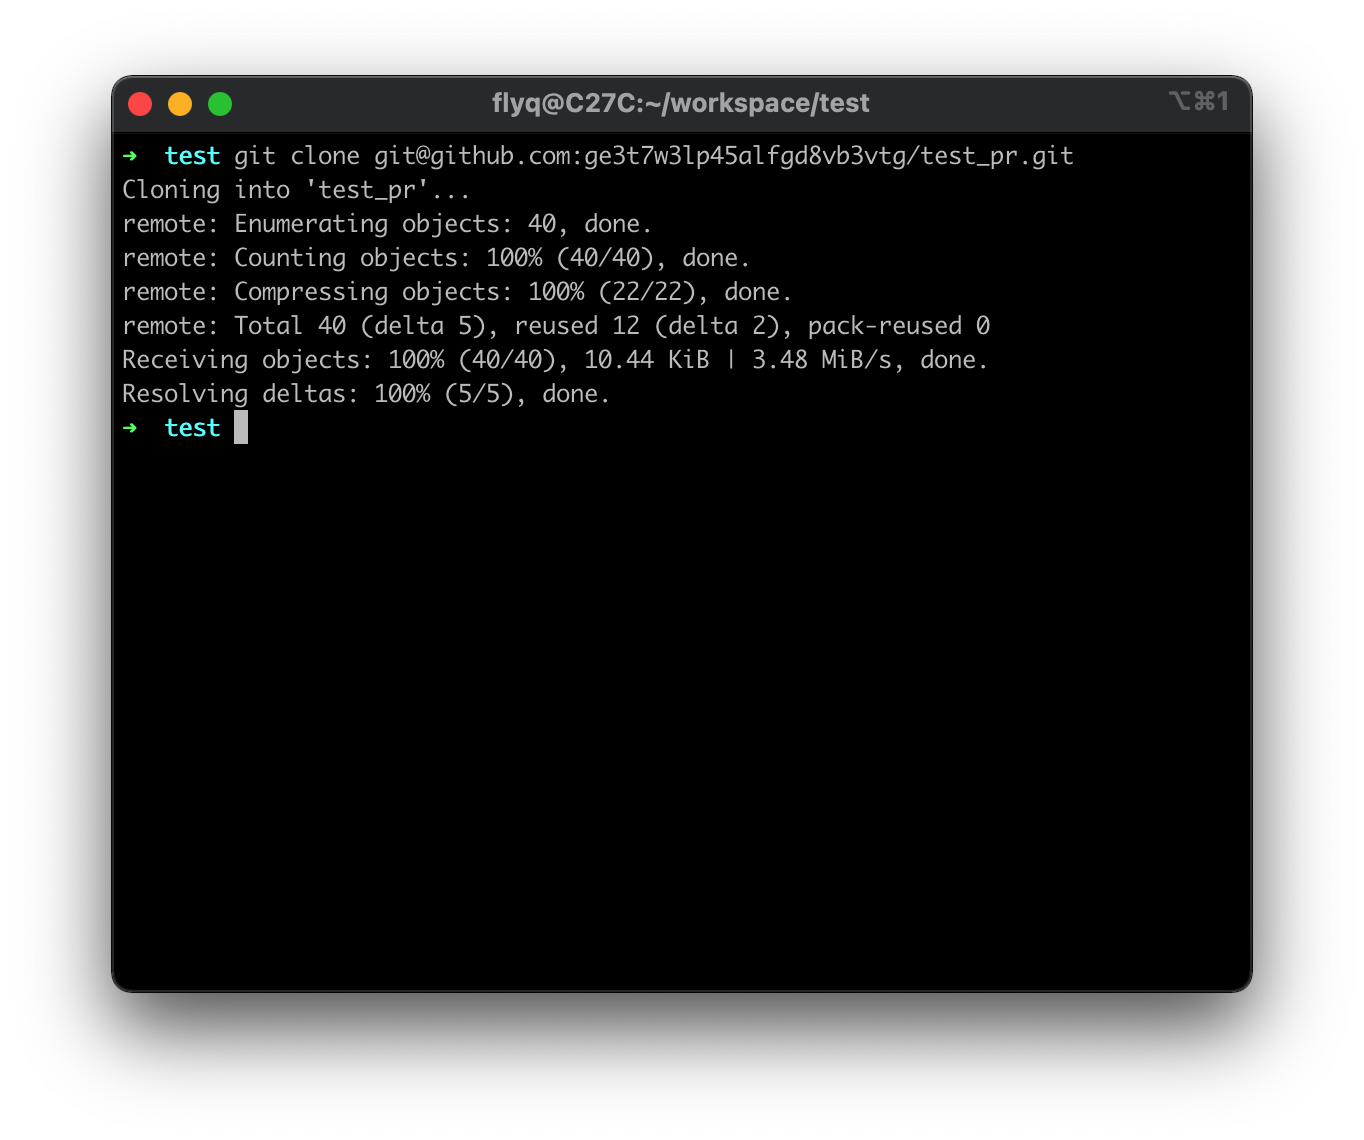 flyq@C27C:~/workspace/test ⌥⌘1
➜  test git clone git@github.com:ge3t7w3lp45alfgd8vb3vtg/test_pr.git
Cloning into 'test_pr'...
remote: Enumerating objects: 40, done.
remote: Counting objects: 100% (40/40), done.
remote: Compressing objects: 100% (22/22), done.
remote: Total 40 (delta 5), reused 12 (delta 2), pack-reused 0
Receiving objects: 100% (40/40), 10.44 KiB | 3.48 MiB/s, done.
Resolving deltas: 100% (5/5), done.
➜  test